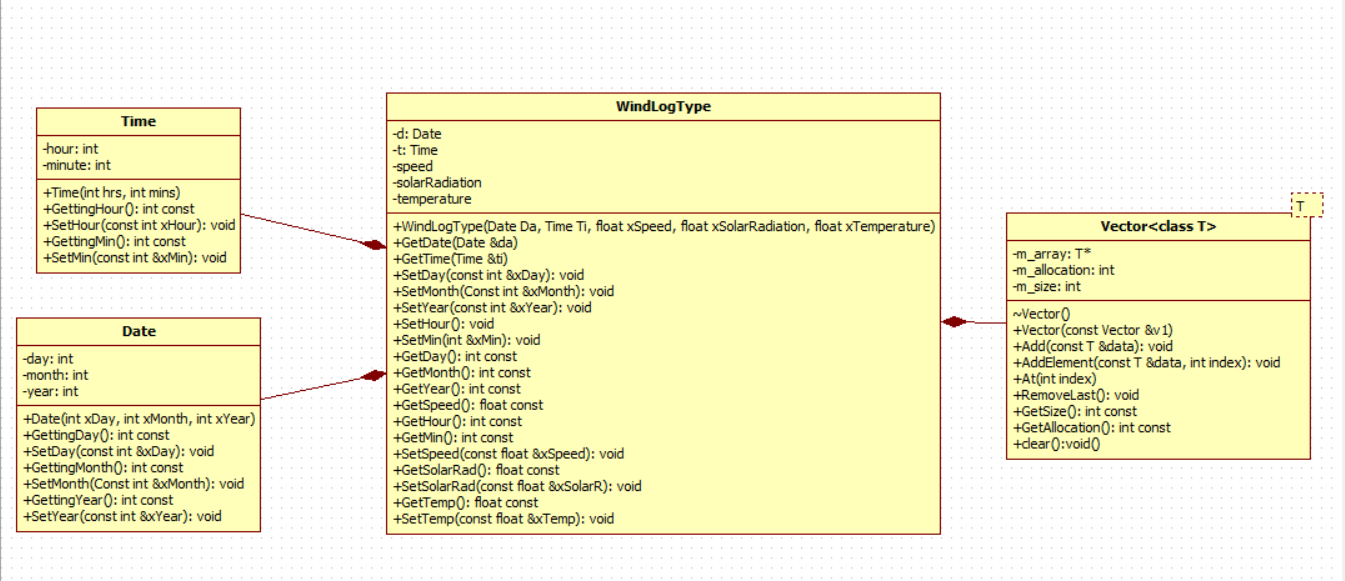 Time
-hour: int
-minute: int
+Time(int hrs, int mins)
+GettingHour(): int const
+SetHour(const int xHour): void
+GettingMin(): int const
+SetMin(const int &xMin): void
Date
-day: int
-month: int
-year: int
+Date(int xDay, int xMonth, int xYear)
+GettingDay(): int const
+SetDay(const int &xDay): void
+GettingMonth(): int const
+SetMonth(Const int &xMonth): void
+GettingYear(): int const
+SetYear(const int &xYear): void
WindLogType
-d: Date
-t: Time
-speed
-solarRadiation
-temperature
+WindLogType(Date Da, Time Ti, float xSpeed, float xSolarRadiation, float xTemperature)
+GetDate(Date &da)
+GetTime(Time &ti)
+SetDay(const int &xDay): void
+SetMonth(Const int &xMonth): void
+SetYear(const int &xYear): void
+SetHour(): void
+SetMin(int &xMin): void
+GetDay(): int const
+GetMonth(): int const
+GetYear(): int const
+GetSpeed(): float const
+GetHour(): int const
+GetMin(): int const
+SetSpeed(const float &xSpeed): void
+GetSolarRad(): float const
+SetSolarRad(const float &xSolarR): void
+GetTemp(): float const
+SetTemp(const float &xTemp): void
T
Vector<class T>
-m_array: T*
-m_allocation: int
-m_size: int
~Vector()
+Vector(const Vector &v1)
+Add(const T &data): void
+AddElement(const T &data, int index): void
+At(int index)
+RemoveLast(): void
+GetSize(): int const
+GetAllocation(): int const
+clear():void()